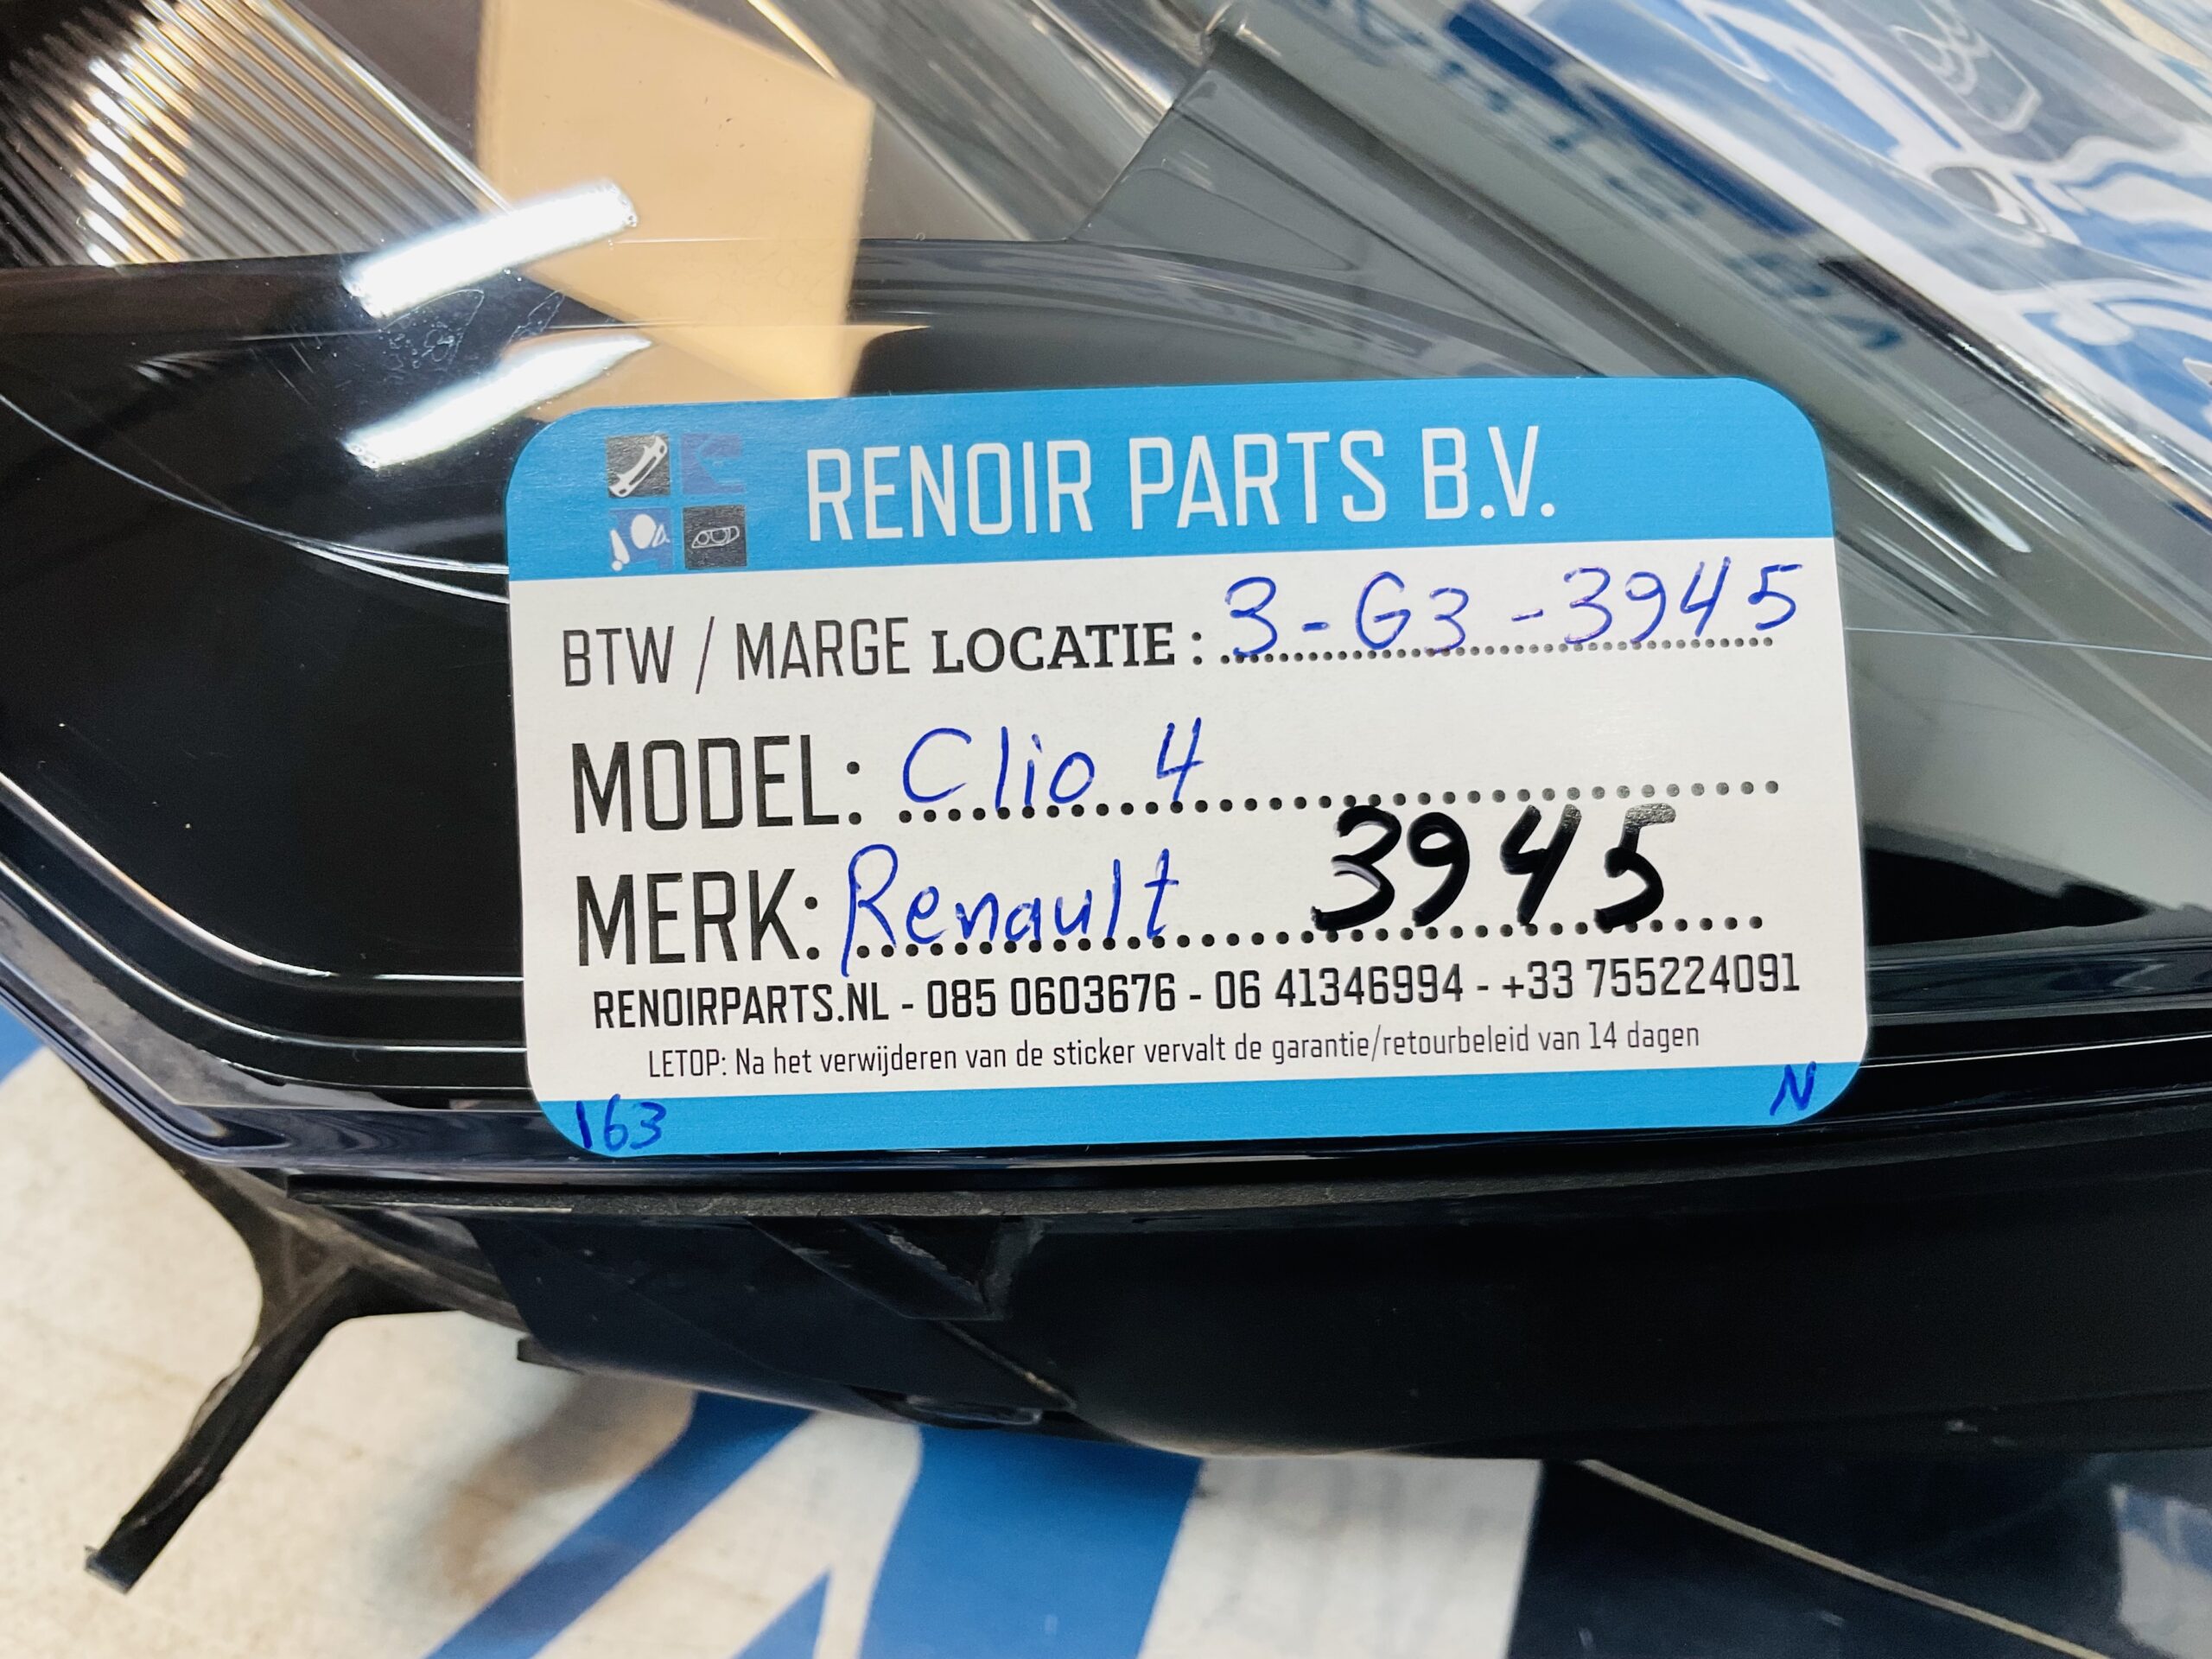 RENOIR PARTS B.V.
BTW / MARGE LOCATIE : 3-G3-3945
MODEL: Clio 4
MERK: Renault 3945
RENOIRPARTS.NL - 085 0603676 - 06 41346994 - +33 755224091
LETOP: Na het verwijderen van de sticker vervalt de garantie/retourbeleid van 14 dagen
163 N